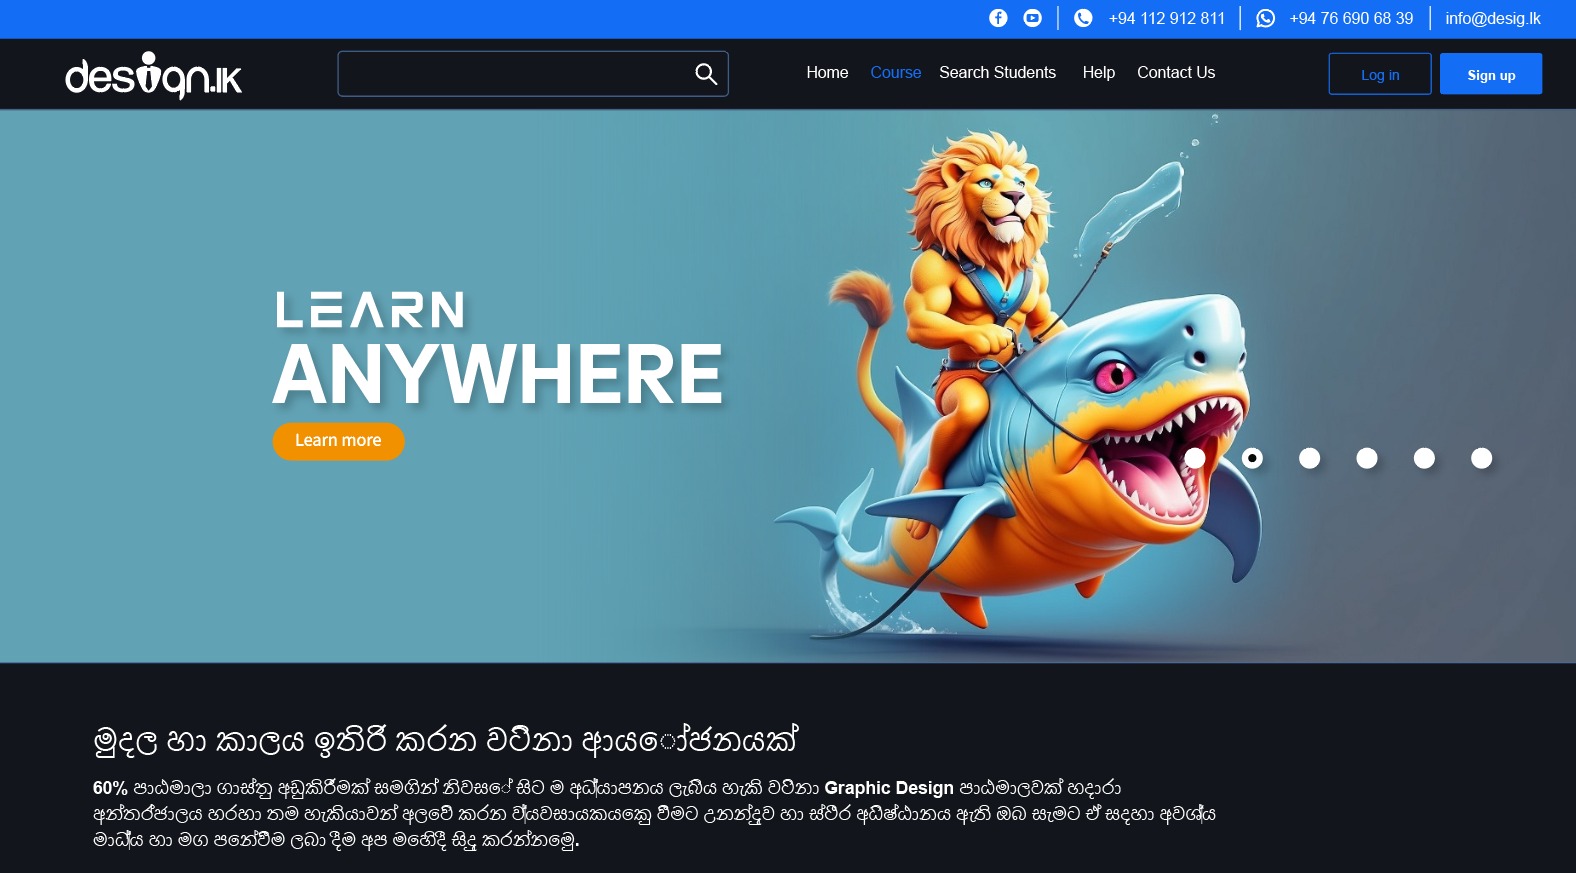 +94 112 912 811
+94 76 690 68 39
info@desig.lk
design.lk
Home
Course
Search Students
Help
Contact Us
Log in
Sign up
LEARN
ANYWHERE
Learn more
මුදල හා කාලය ඉතිරි කරන වටිනා ආයෝජනයක්
60% පාඨමාලා ගාස්තු අඩුකිරීමක් සමගින් නිවසේ සිට ම අධ්‍යාපනය ලැබිය හැකි වටිනා Graphic Design පාඨමාලවක් හදාරා
අන්තර්ජාලය හරහා තම හැකියාවන් අලෙවි කරන ව්‍යවසායකයෙකු වීමට උනන්දුව හා ස්ථිර අධිෂ්ඨානය ඇති ඔබ සැමට ඒ සදහා අවශ්‍ය
මාධ්‍ය හා මග පෙන්වීම ලබා දීම අප මෙහිදී සිදු කරන්නෙමු.